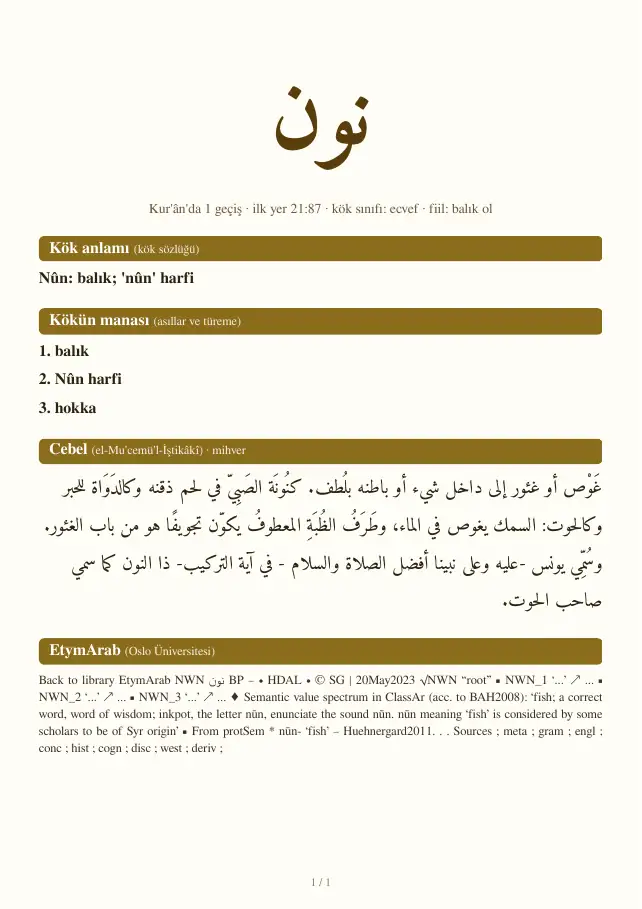 نون
Kur'ân'da 1 geçiş · ilk yer 21:87 · kök sınıfı: ecvef · fiil: balık ol
Kök anlamı (kök sözlüğü)
Nûn: balık; 'nûn' harfi
Kökün manası (asıllar ve türeme)
1. balık
2. Nûn harfi
3. hokka
Cebel (el-Mu'cemü'l-İştikâkî) · mihver
غَوْص أو غئور إلى داخل شيء أو باطنه بلُطف. كنُونَة الصَبِيّ في لحم ذقنه وكالدَوَاة للحبر
وكالحوت: السمك يغوص في الماء، وطَرَفُ الظُبَةِ المعطوفُ يكوّن تجويفًا هو من باب الغئور.
وسُمِّي يونس -عليه وعلى نبينا أفضل الصلاة والسلام - في آية التركيب- ذا النون كما سمي
صاحب الحوت.
EtymArab (Oslo Üniversitesi)
Back to library EtymArab NWN نون BP – • HDAL • © SG | 20May2023 √NWN “root” ▪ NWN_1 ‘...’ ↗ ... ▪
NWN_2 ‘...’ ↗ ... ▪ NWN_3 ‘...’ ↗ ... ♦ Semantic value spectrum in ClassAr (acc. to BAH2008): ‘fish; a correct
word, word of wisdom; inkpot, the letter nūn, enunciate the sound nūn. nūn meaning ‘fish’ is considered by some
scholars to be of Syr origin’ ▪ From protSem * nūn- ‘fish’ – Huehnergard2011. . . Sources ; meta ; gram ; engl ;
conc ; hist ; cogn ; disc ; west ; deriv ;
1 / 1